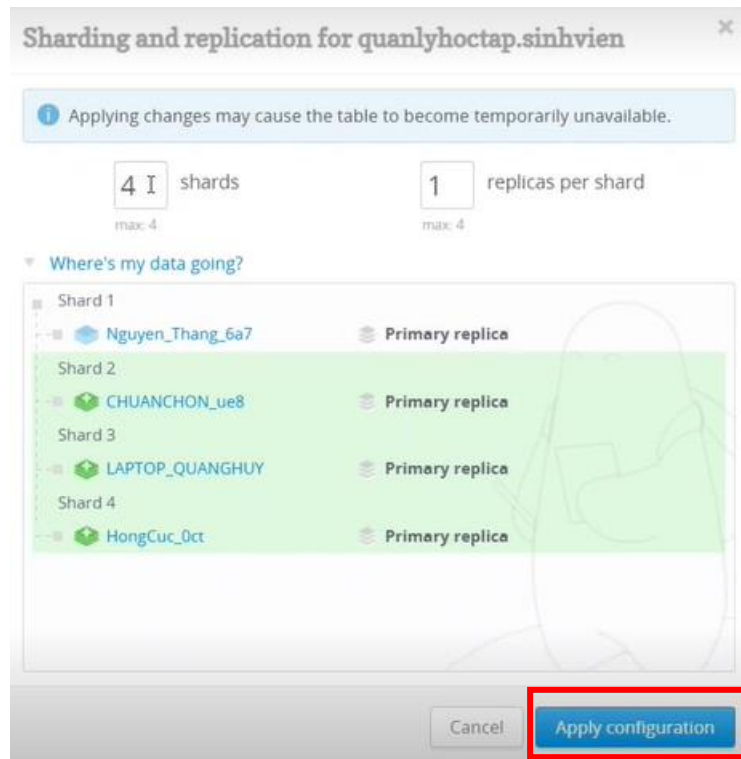 Sharding and replication for quanlyhoctap.sinhvien
Applying changes may cause the table to become temporarily unavailable.
4 shards 1 replicas per shard
max: 4 max: 4
Where's my data going?
Shard 1
Nguyen_Thang_6a7 Primary replica
Shard 2
CHUANCHON_ue8 Primary replica
Shard 3
LAPTOP_QUANGHUY Primary replica
Shard 4
HongCuc_0ct Primary replica
Cancel Apply configuration